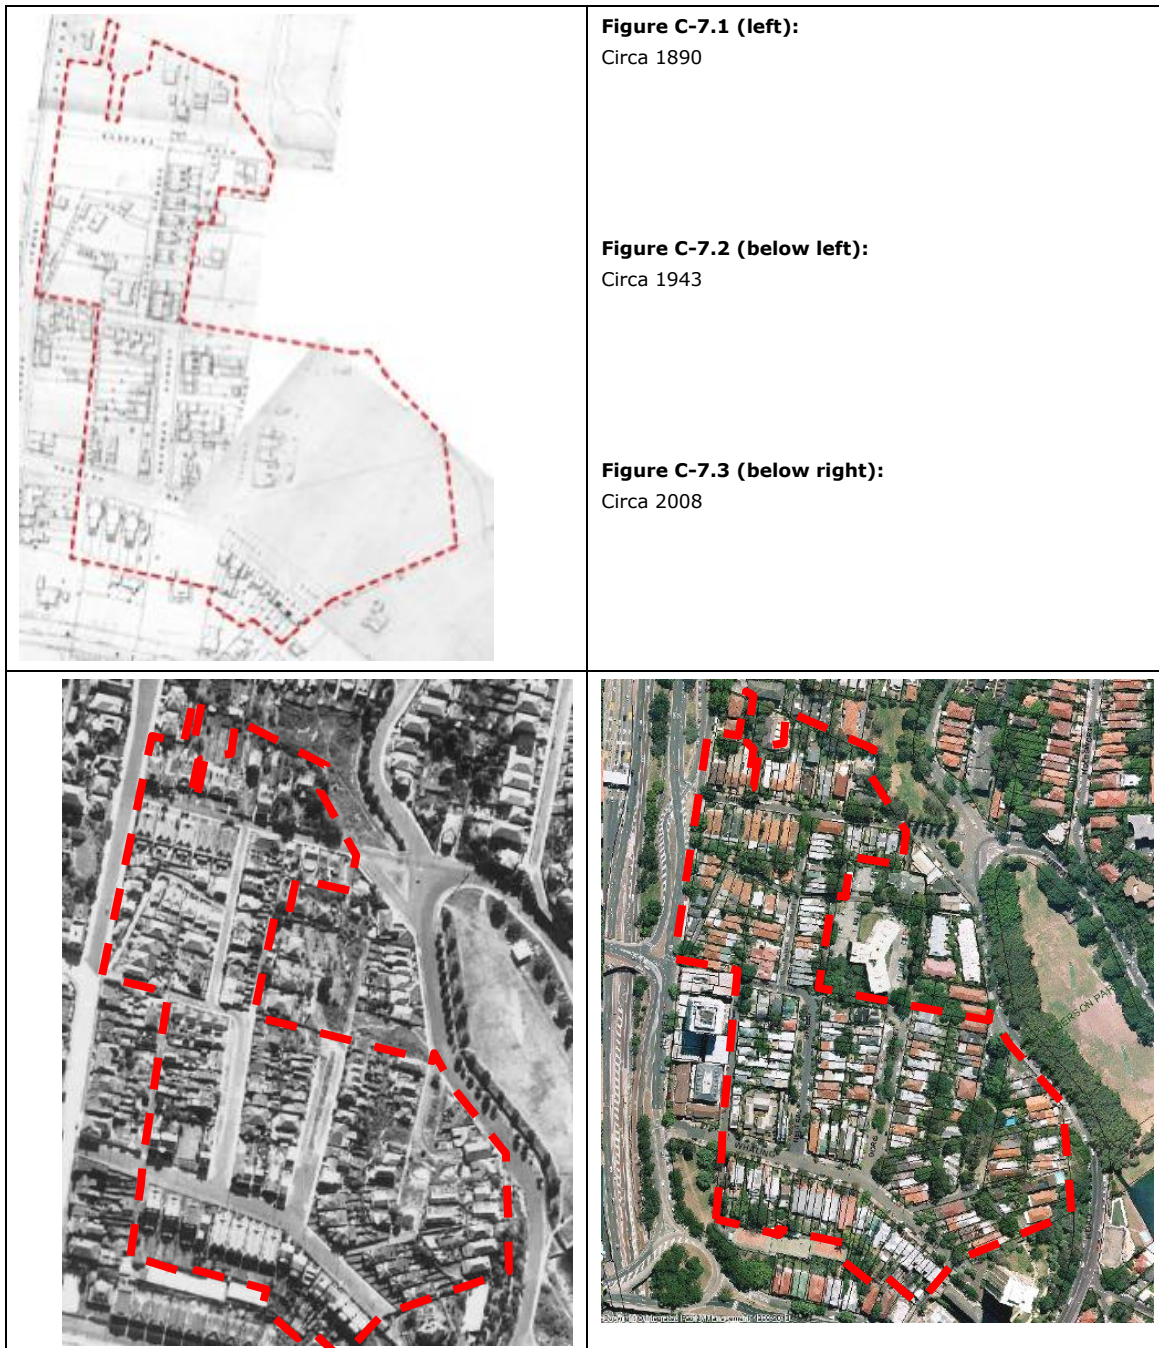 Figure C-7.1 (left):
Circa 1890
Figure C-7.2 (below left):
Circa 1943
Figure C-7.3 (below right):
Circa 2008
WHALING